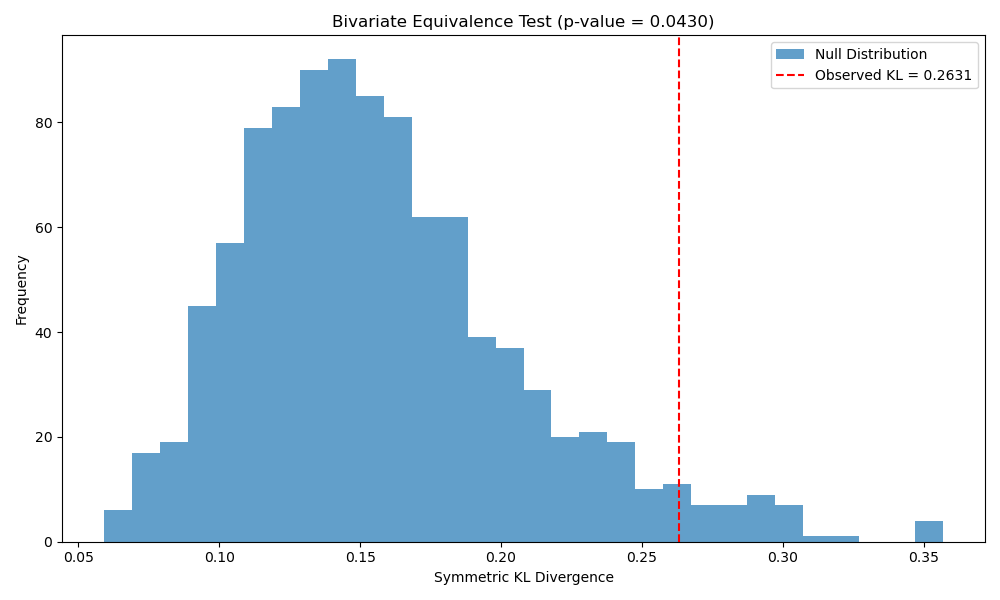 Bivariate Equivalence Test (p-value = 0.0430)
Null Distribution
Observed KL = 0.2631
Frequency
80
60
40
20
0
0.05 0.10 0.15 0.20 0.25 0.30 0.35
Symmetric KL Divergence